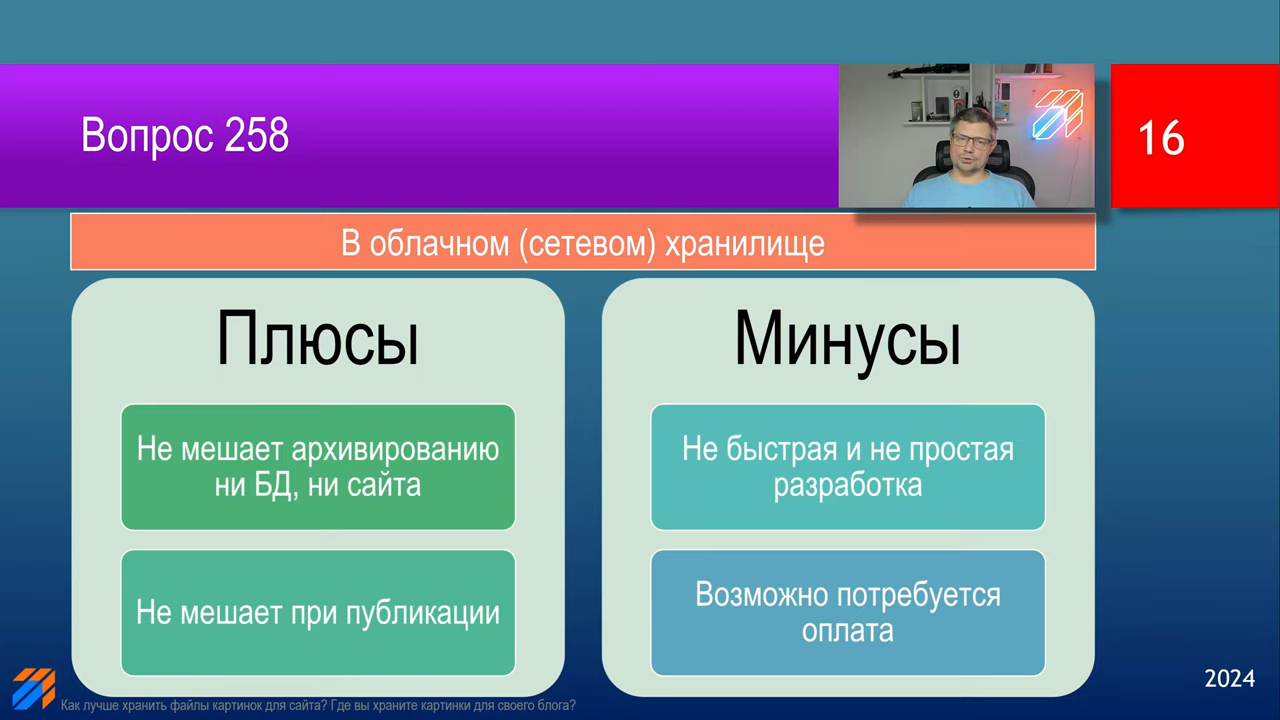 Вопрос 258
16
В облачном (сетевом) хранилище
Плюсы
Не мешает архивированию
ни БД, ни сайта
Не мешает при публикации
Минусы
Не быстрая и не простая
разработка
Возможно потребуется
оплата
2024
Как лучше хранить файлы картинок для сайта? Где вы храните картинки для своего блога?